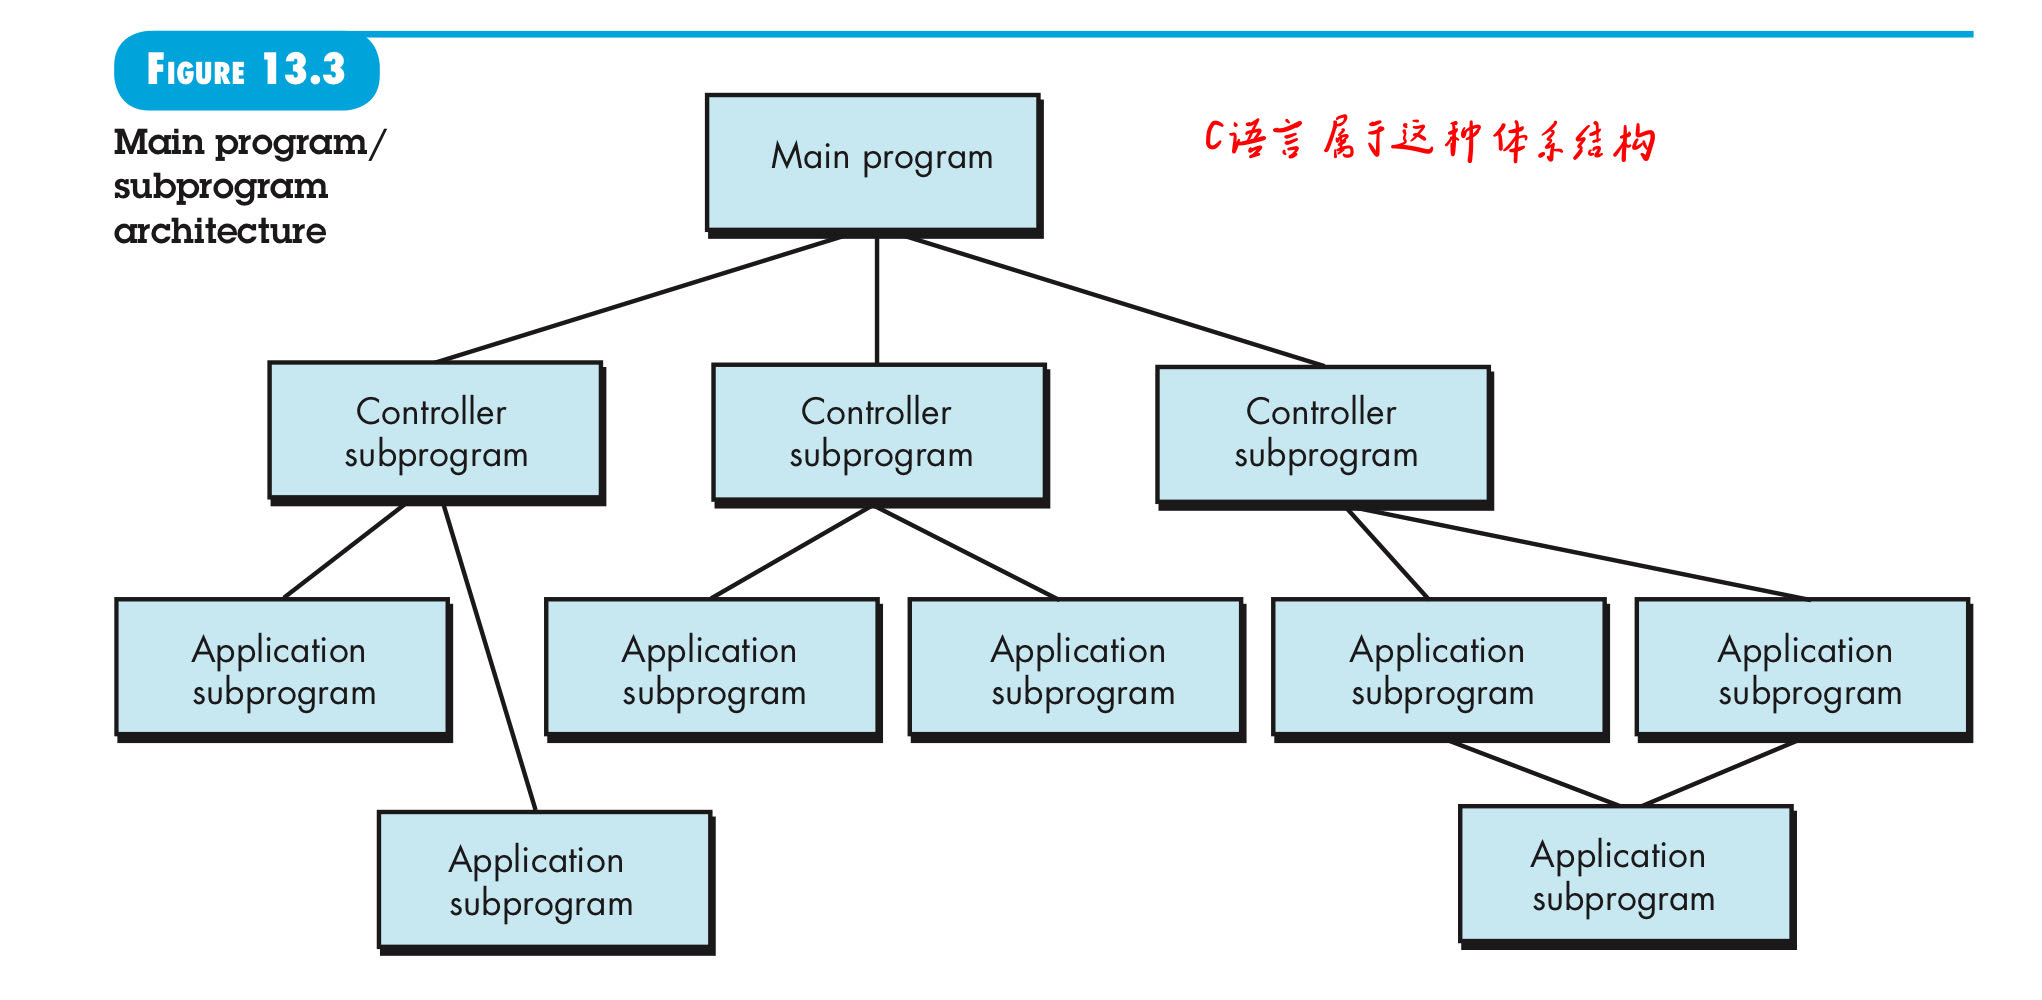 FIGURE 13.3
Main program/
subprogram
architecture
Main program
C语言属于这种体系结构
Controller
subprogram
Controller
subprogram
Controller
subprogram
Application
subprogram
Application
subprogram
Application
subprogram
Application
subprogram
Application
subprogram
Application
subprogram
Application
subprogram